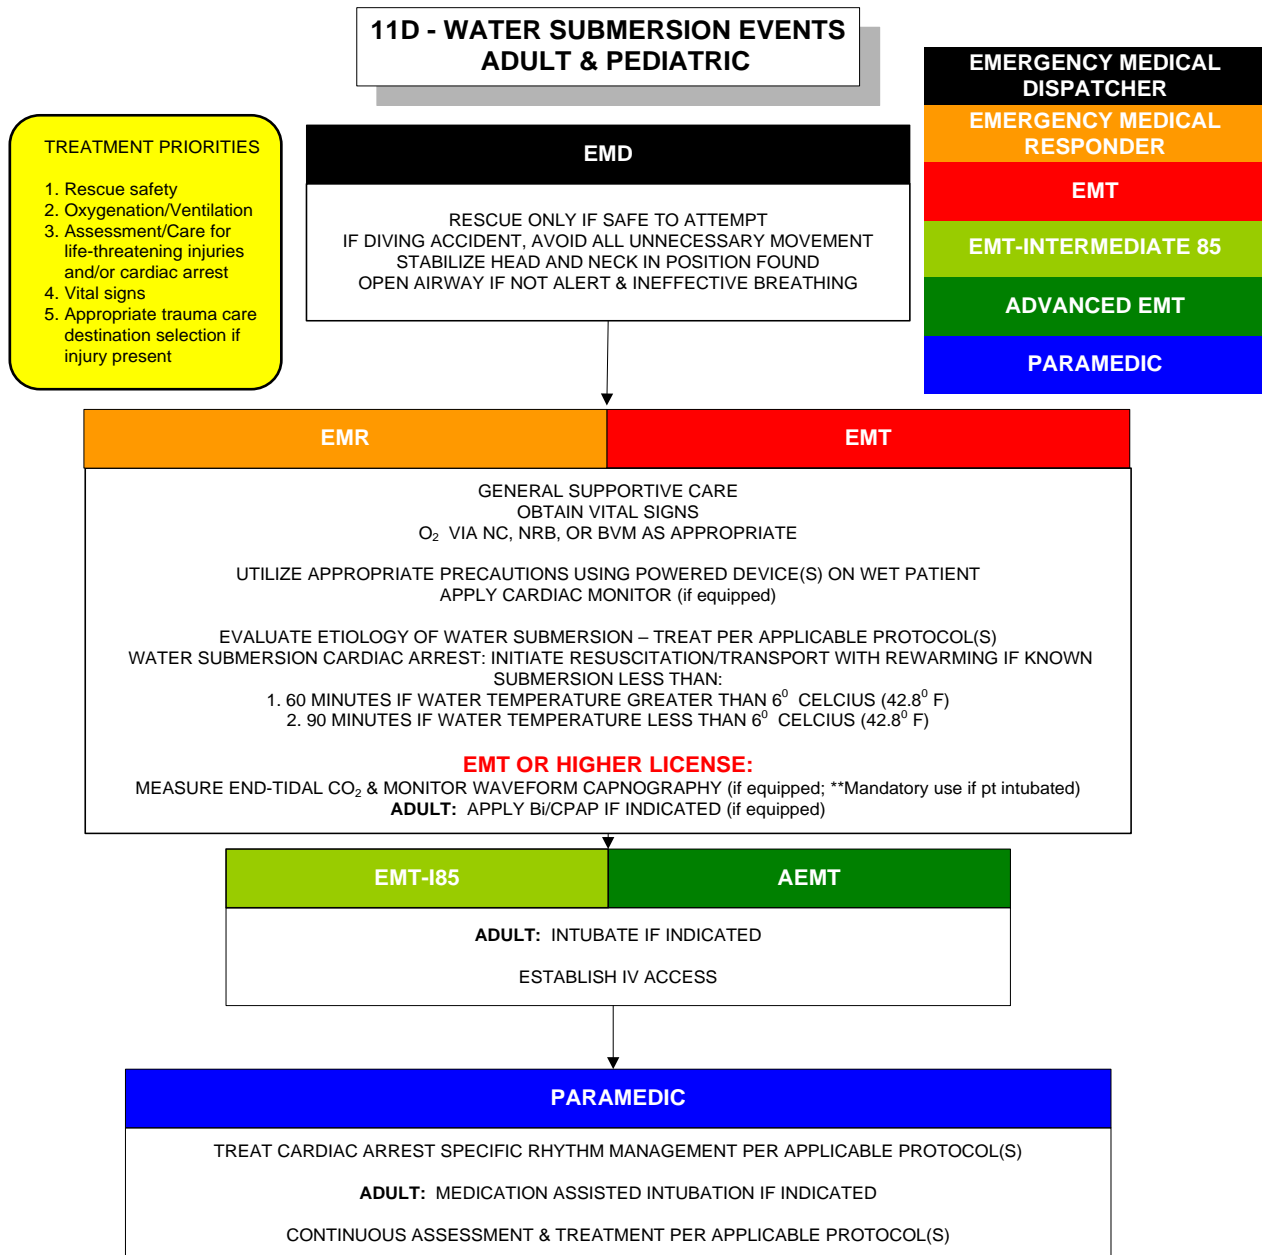 11D - WATER SUBMERSION EVENTS
ADULT & PEDIATRIC
EMERGENCY MEDICAL
DISPATCHER
EMERGENCY MEDICAL
RESPONDER
EMT
EMT-INTERMEDIATE 85
ADVANCED EMT
PARAMEDIC
TREATMENT PRIORITIES
1. Rescue safety
2. Oxygenation/Ventilation
3. Assessment/Care for
life-threatening injuries
and/or cardiac arrest
4. Vital signs
5. Appropriate trauma care
destination selection if
injury present
EMD
RESCUE ONLY IF SAFE TO ATTEMPT
IF DIVING ACCIDENT, AVOID ALL UNNECESSARY MOVEMENT
STABILIZE HEAD AND NECK IN POSITION FOUND
OPEN AIRWAY IF NOT ALERT & INEFFECTIVE BREATHING
EMR
EMT
GENERAL SUPPORTIVE CARE
OBTAIN VITAL SIGNS
O₂ VIA NC, NRB, OR BVM AS APPROPRIATE
UTILIZE APPROPRIATE PRECAUTIONS USING POWERED DEVICE(S) ON WET PATIENT
APPLY CARDIAC MONITOR (if equipped)
EVALUATE ETIOLOGY OF WATER SUBMERSION – TREAT PER APPLICABLE PROTOCOL(S)
WATER SUBMERSION CARDIAC ARREST: INITIATE RESUSCITATION/TRANSPORT WITH REWARMING IF KNOWN
SUBMERSION LESS THAN:
1. 60 MINUTES IF WATER TEMPERATURE GREATER THAN 6⁰ CELCIUS (42.8⁰ F)
2. 90 MINUTES IF WATER TEMPERATURE LESS THAN 6⁰ CELCIUS (42.8⁰ F)
EMT OR HIGHER LICENSE:
MEASURE END-TIDAL CO₂ & MONITOR WAVEFORM CAPNOGRAPHY (if equipped; **Mandatory use if pt intubated)
ADULT: APPLY Bi/CPAP IF INDICATED (if equipped)
EMT-I85
AEMT
ADULT: INTUBATE IF INDICATED
ESTABLISH IV ACCESS
PARAMEDIC
TREAT CARDIAC ARREST SPECIFIC RHYTHM MANAGEMENT PER APPLICABLE PROTOCOL(S)
ADULT: MEDICATION ASSISTED INTUBATION IF INDICATED
CONTINUOUS ASSESSMENT & TREATMENT PER APPLICABLE PROTOCOL(S)